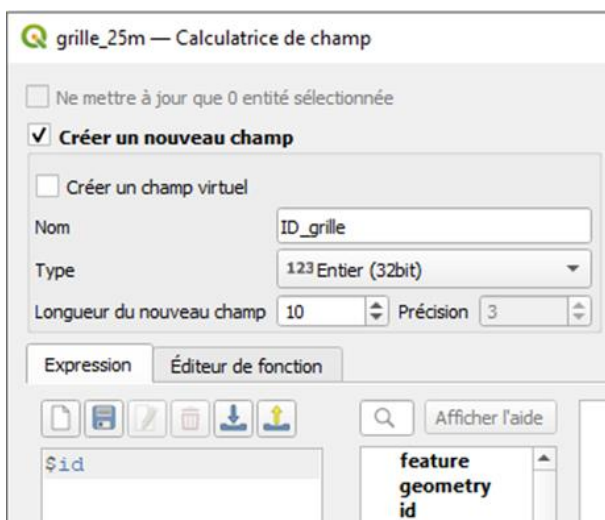 grille_25m — Calculatrice de champ
Ne mettre à jour que 0 entité sélectionnée
Créer un nouveau champ
Créer un champ virtuel
Nom ID_grille
Type 123 Entier (32bit)
Longueur du nouveau champ 10 Précision 3
Expression Éditeur de fonction
Afficher l'aide
$id
feature
geometry
id